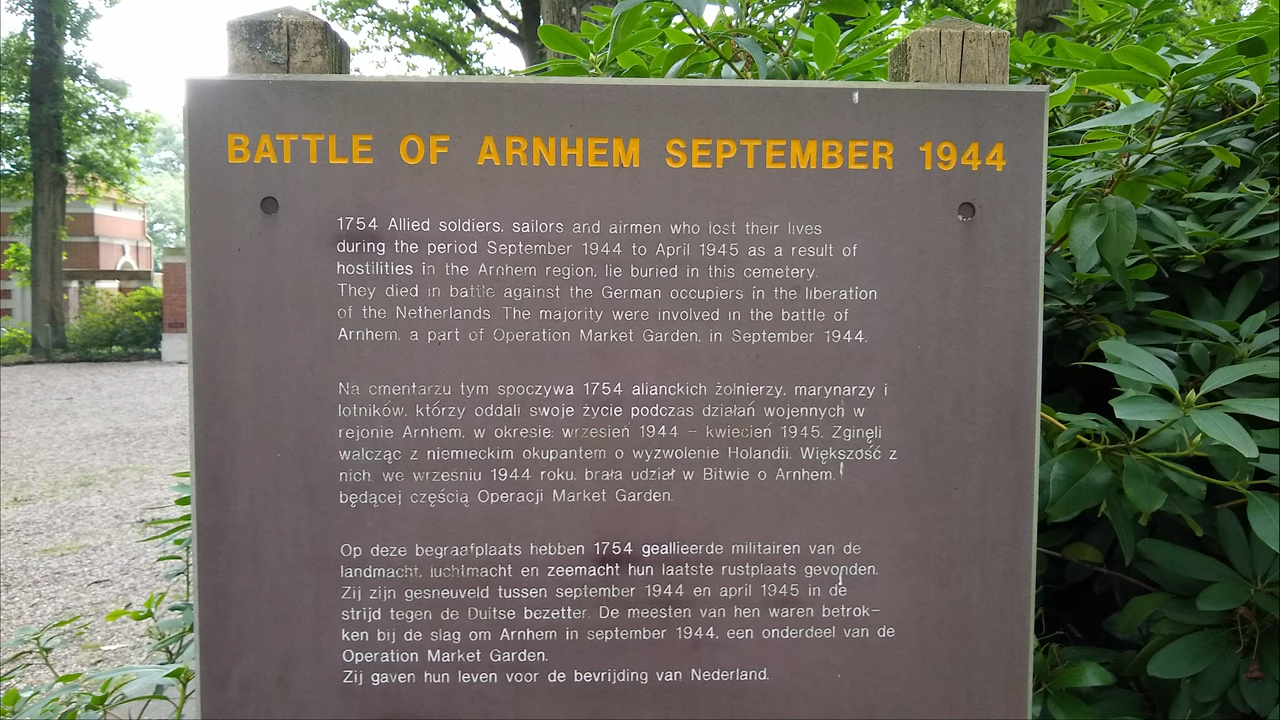 BATTLE OF ARNHEM SEPTEMBER 1944
1754 Allied soldiers, sailors and airmen who lost their lives
during the period September 1944 to April 1945 as a result of
hostilities in the Arnhem region, lie buried in this cemetery.
They died in battle against the German occupiers in the liberation
of the Netherlands The majority were involved in the battle of
Arnhem, a part of Operation Market Garden, in September 1944.
Na cmentarzu tym spoczywa 1754 alianckich żołnierzy, marynarzy i
lotników, którzy oddali swoje życie podczas działań wojennych w
rejonie Arnhem, w okresie: wrzesień 1944 – kwiecień 1945. Zginęli
walcząc z niemieckim okupantem o wyzwolenie Holandii. Większość z
nich, we wrześniu 1944 roku, brała udział w Bitwie o Arnhem,
będącej częścią Operacji Market Garden.
Op deze begraafplaats hebben 1754 geallieerde militairen van de
landmacht, luchtmacht en zeemacht hun laatste rustplaats gevonden.
Zij zijn gesneuveld tussen september 1944 en april 1945 in de
strijd tegen de Duitse bezetter. De meesten van hen waren betrok-
ken bij de slag om Arnhem in september 1944, een onderdeel van de
Operation Market Garden.
Zij gaven hun leven voor de bevrijding van Nederland.